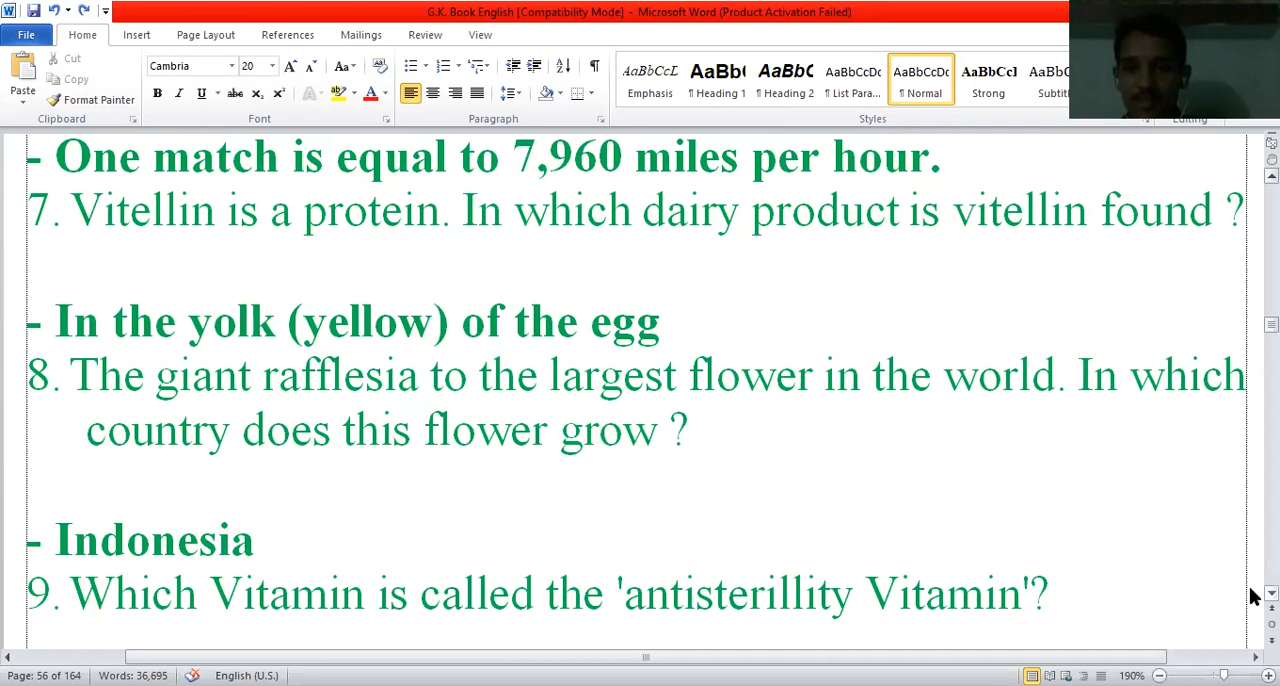 G.K. Book English [Compatibility Mode] - Microsoft Word (Product Activation Failed)
File Home Insert Page Layout References Mailings Review View
Paste
Cut
Copy
Format Painter
Clipboard
Cambria 20
Font
Paragraph
AaBbCcL AaBb( AaBbC AaBbCcDc AaBbCcDc AaBbCcl AaBb
Emphasis ¶ Heading 1 ¶ Heading 2 ¶ List Para... ¶ Normal Strong Subtitl
Styles
Editing
- One match is equal to 7,960 miles per hour.
7. Vitellin is a protein. In which dairy product is vitellin found ?
- In the yolk (yellow) of the egg
8. The giant rafflesia to the largest flower in the world. In which
country does this flower grow ?
- Indonesia
9. Which Vitamin is called the 'antisterillity Vitamin'?
Page: 56 of 164 Words: 36,695 English (U.S.) 190%